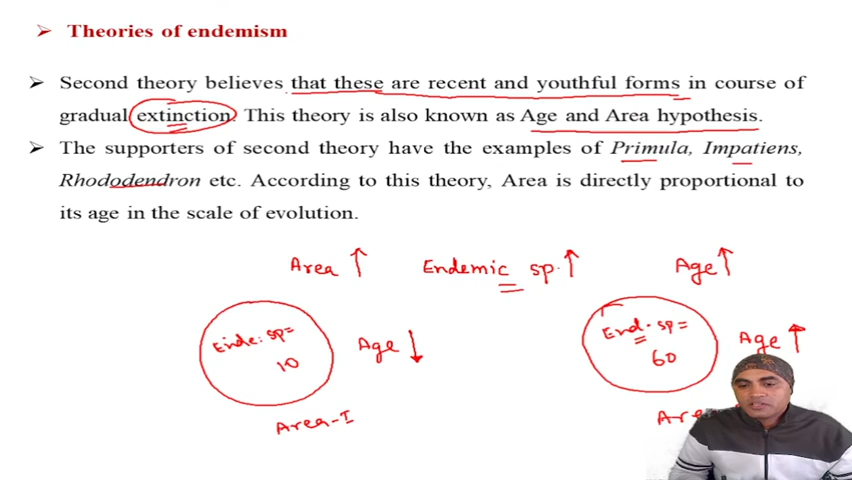 Theories of endemism
Second theory believes that these are recent and youthful forms in course of
gradual extinction. This theory is also known as Age and Area hypothesis.
The supporters of second theory have the examples of Primula, Impatiens,
Rhododendron etc. According to this theory, Area is directly proportional to
its age in the scale of evolution.
Area ↑ Endemic sp. ↑ Age ↑
Ende: sp= End. sp=
10 Age ↓ 60 Age ↑
Area-I